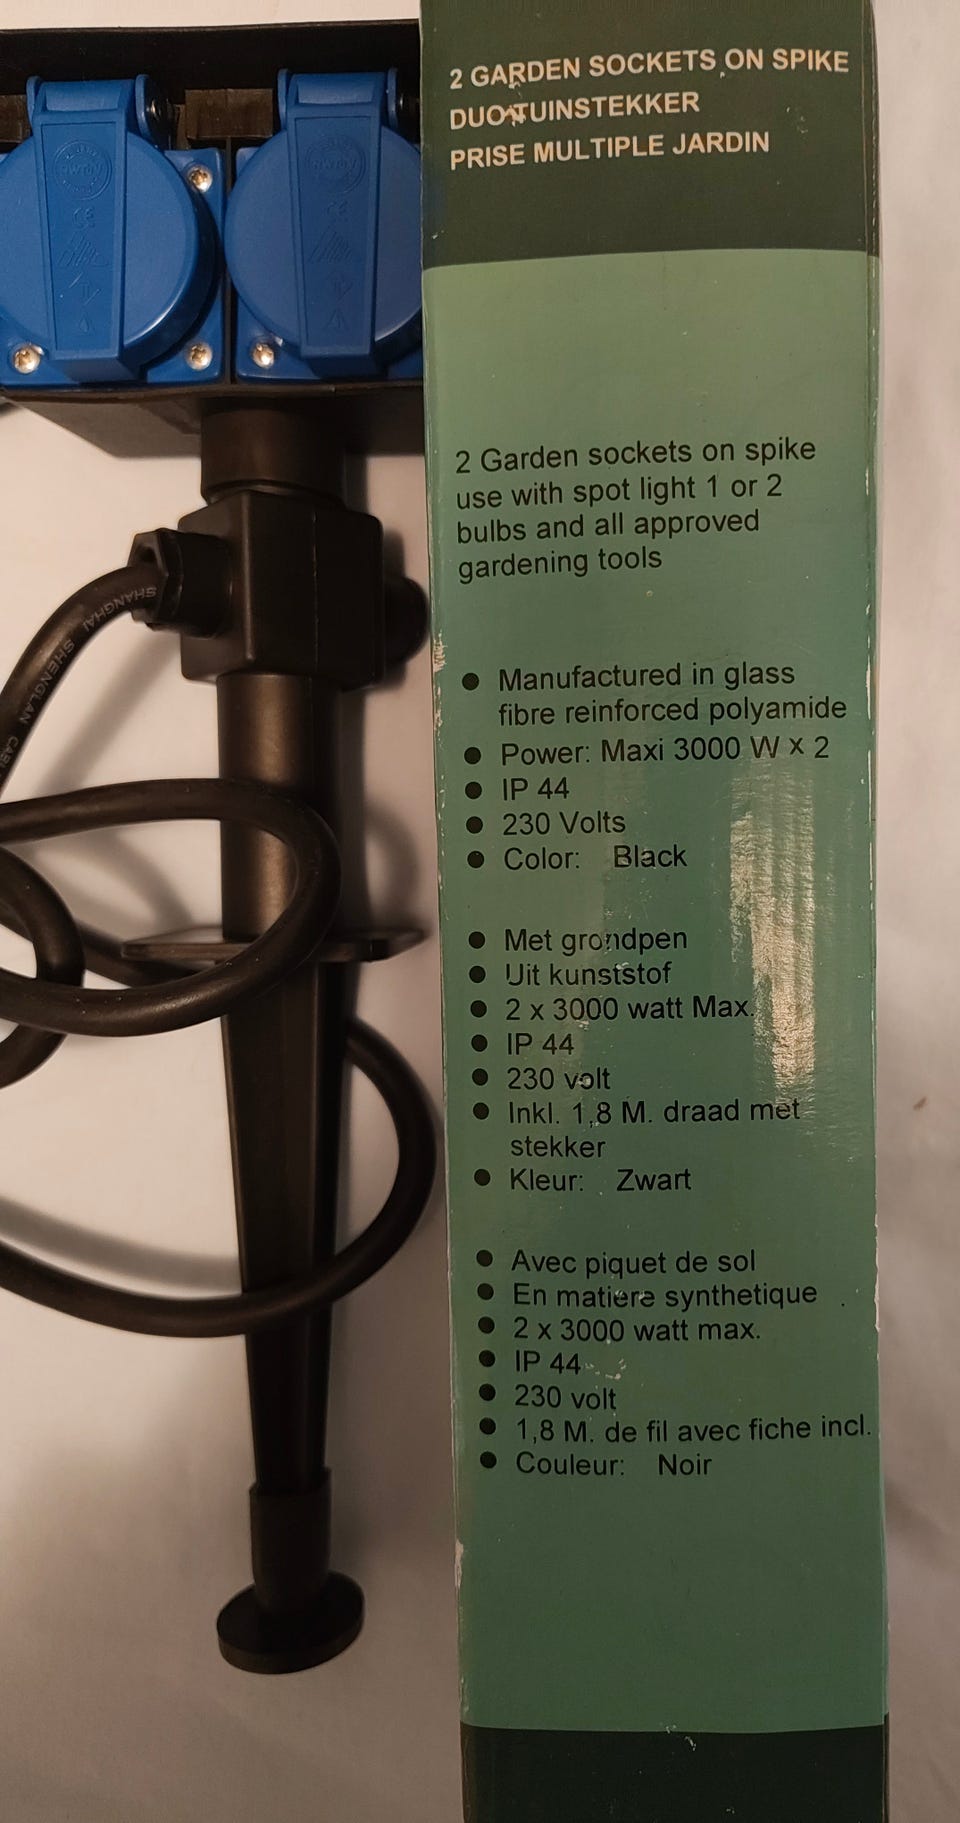 2 GARDEN SOCKETS ON SPIKE
DUO TUINSTEKKER
PRISE MULTIPLE JARDIN
2 Garden sockets on spike
use with spot light 1 or 2
bulbs and all approved
gardening tools
● Manufactured in glass
fibre reinforced polyamide
● Power: Maxi 3000 W x 2
● IP 44
● 230 Volts
● Color: Black
● Met grondpen
● Uit kunststof
● 2 x 3000 watt Max.
● IP 44
● 230 volt
● Inkl. 1,8 M. draad met
stekker
● Kleur: Zwart
● Avec piquet de sol
● En matiere synthetique
● 2 x 3000 watt max.
● IP 44
● 230 volt
● 1,8 M. de fil avec fiche incl.
● Couleur: Noir
CE
CE
SHANGHAI SHENGLAN